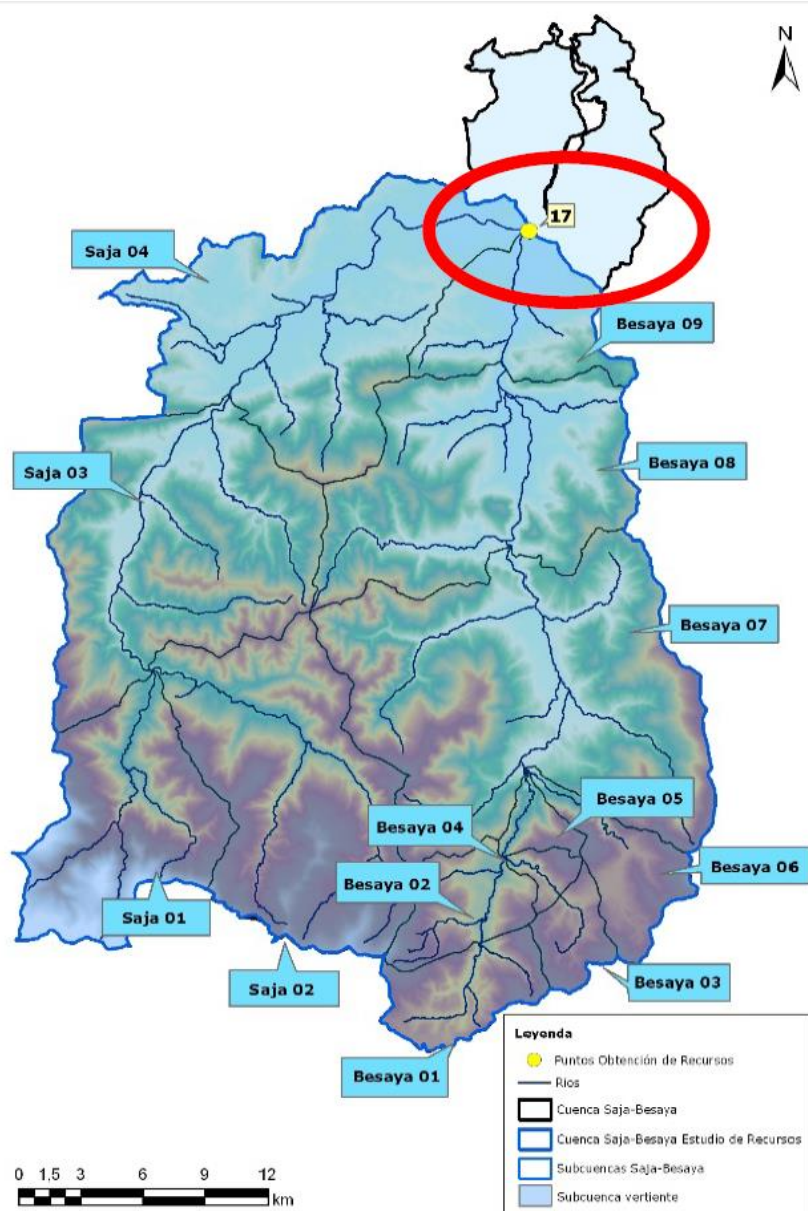 N
17
Saja 04
Besaya 09
Besaya 08
Saja 03
Besaya 07
Besaya 05
Besaya 04
Besaya 06
Besaya 02
Saja 01
Saja 02
Besaya 03
Besaya 01
Leyenda
Puntos Obtención de Recursos
Ríos
Cuenca Saja-Besaya
Cuenca Saja-Besaya Estudio de Recursos
Subcuencas Saja-Besaya
Subcuenca vertiente
0 1,5 3 6 9 12
km